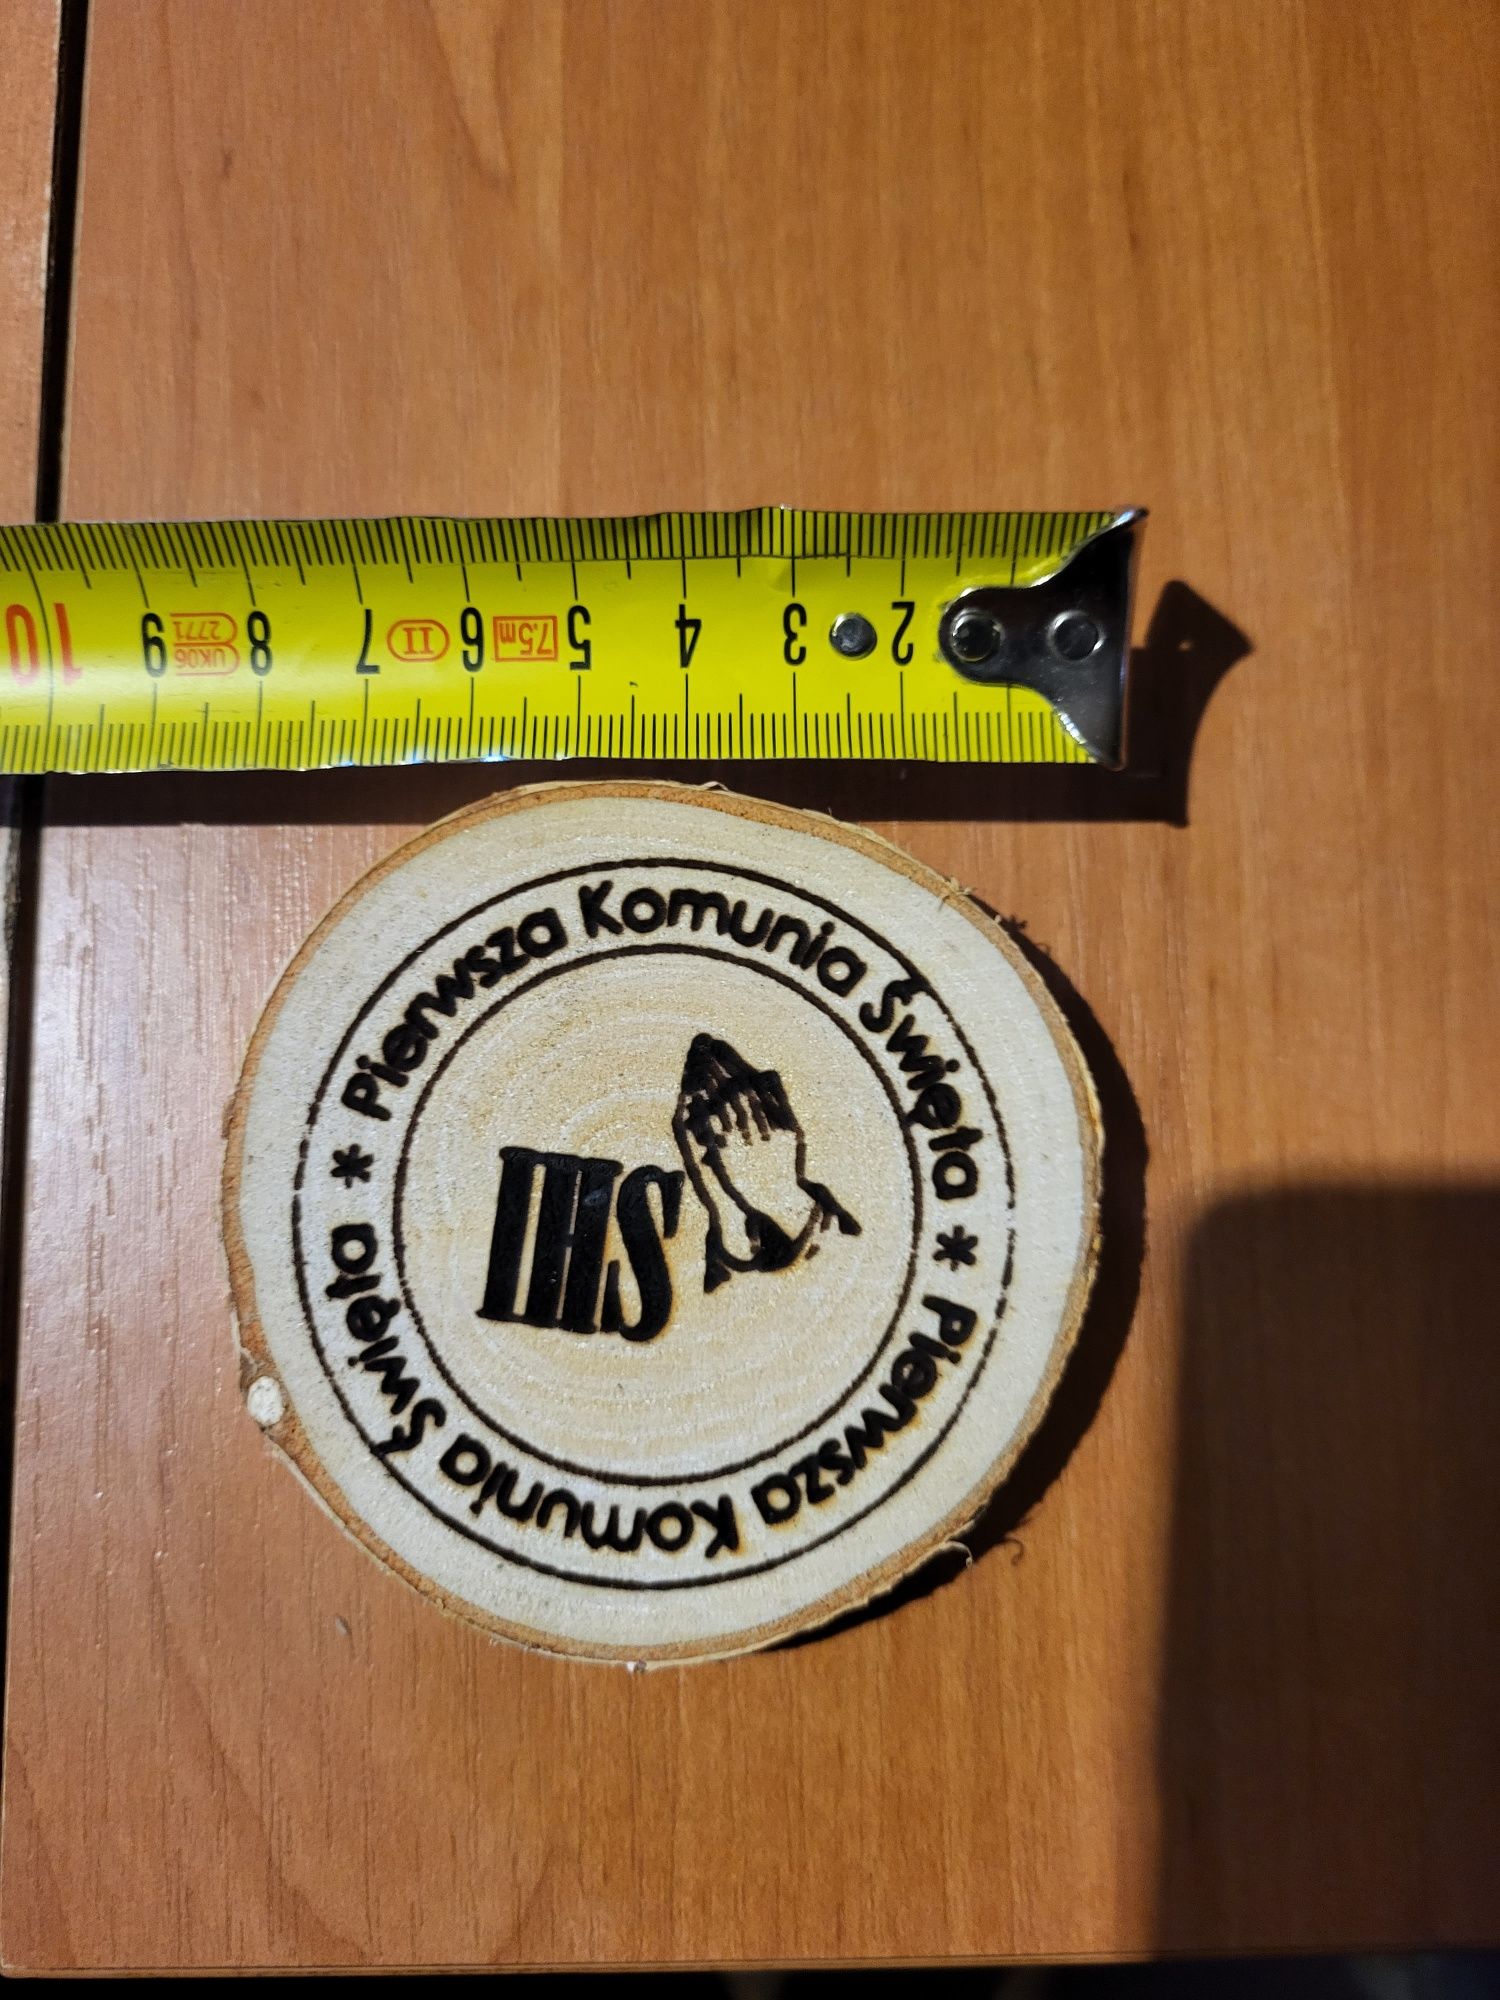 2 3 4 5 7.5m 6 II 7 8 UK06 2771 9 10
* Pierwsza Komunia Święta * Pierwsza Komunia Święta
IHS